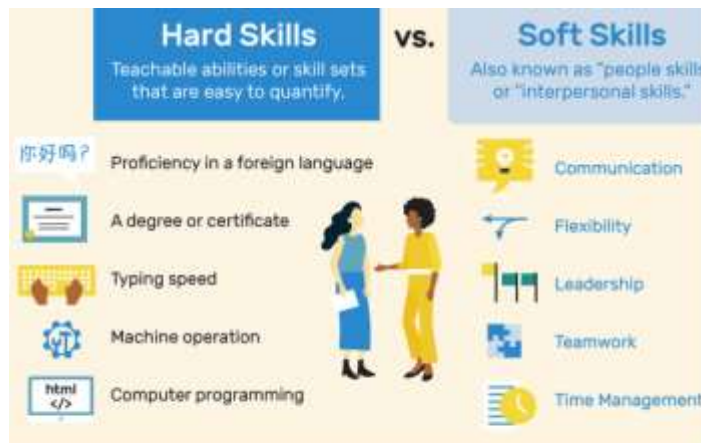 Hard Skills
Teachable abilities or skill sets
that are easy to quantify.
vs.
Soft Skills
Also known as "people skills
or "interpersonal skills."
你好吗?
Proficiency in a foreign language
A degree or certificate
Typing speed
Machine operation
html
</>
Computer programming
Communication
Flexibility
Leadership
Teamwork
Time Management